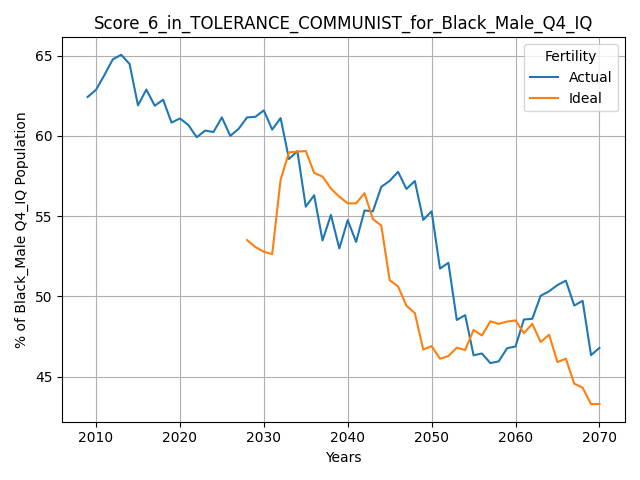 Score_6_in_TOLERANCE_COMMUNIST_for_Black_Male_Q4_IQ
Fertility
Actual
Ideal
% of Black_Male Q4_IQ Population
65
60
55
50
45
2010 2020 2030 2040 2050 2060 2070
Years